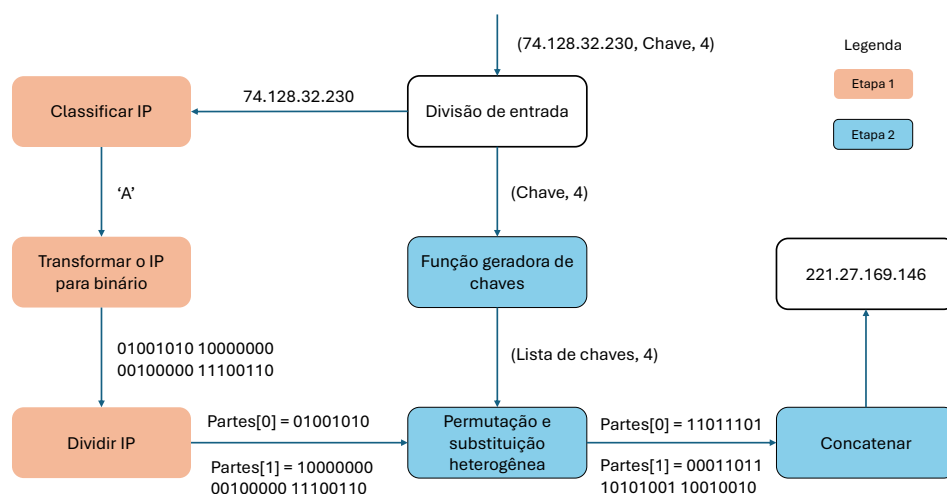 (74.128.32.230, Chave, 4)
Legenda
Etapa 1
Etapa 2
Classificar IP
74.128.32.230
Divisão de entrada
'A'
(Chave, 4)
Transformar o IP
para binário
Função geradora de
chaves
221.27.169.146
01001010 10000000
00100000 11100110
(Lista de chaves, 4)
Dividir IP
Partes[0] = 01001010
Partes[1] = 10000000
00100000 11100110
Permutação e
substituição
heterogênea
Partes[0] = 11011101
Partes[1] = 00011011
10101001 10010010
Concatenar